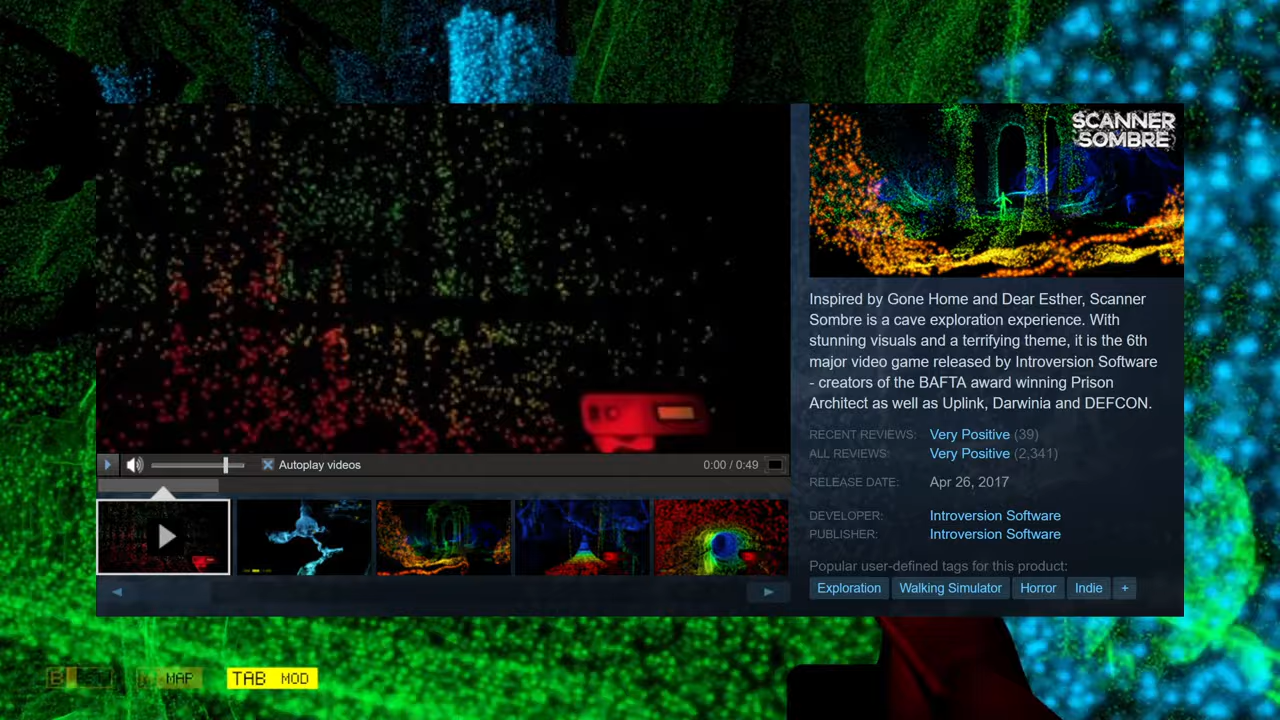 SCANNER
SOMBRE
Inspired by Gone Home and Dear Esther, Scanner
Sombre is a cave exploration experience. With
stunning visuals and a terrifying theme, it is the 6th
major video game released by Introversion Software
- creators of the BAFTA award winning Prison
Architect as well as Uplink, Darwinia and DEFCON.
RECENT REVIEWS: Very Positive (39)
ALL REVIEWS: Very Positive (2,341)
RELEASE DATE: Apr 26, 2017
DEVELOPER: Introversion Software
PUBLISHER: Introversion Software
Popular user-defined tags for this product:
Exploration Walking Simulator Horror Indie +
Autoplay videos 0:00 / 0:49
MAP TAB MOD